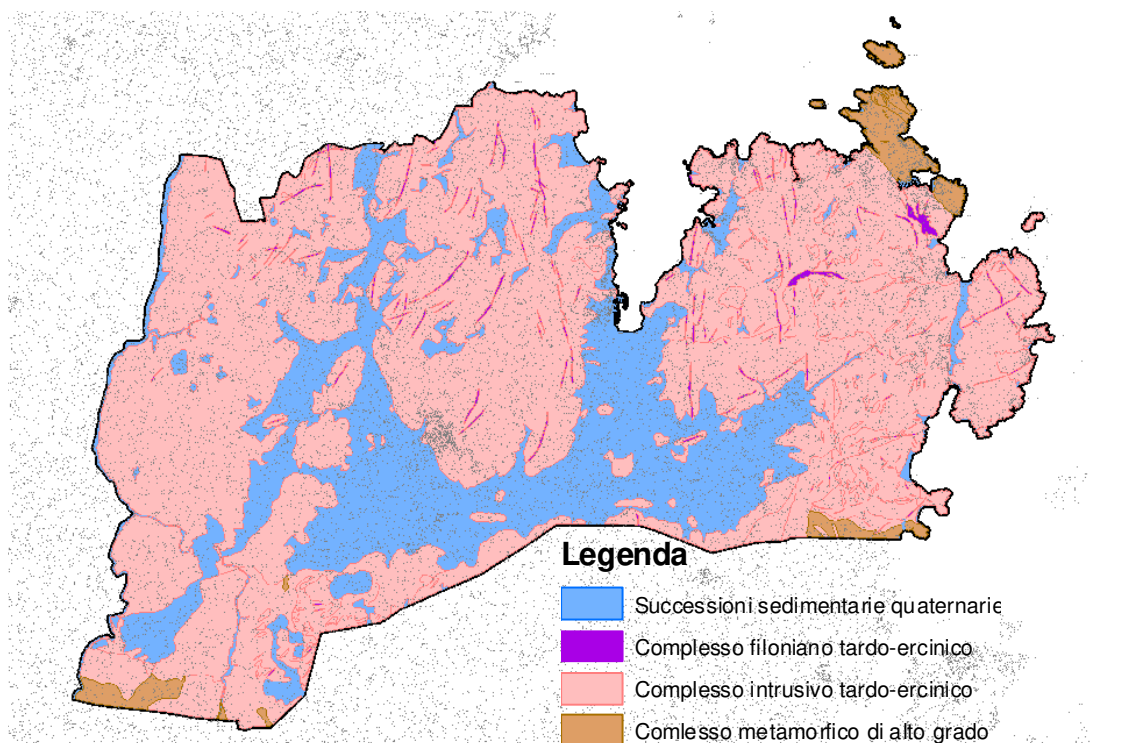 Legenda
Successioni sedimentarie quaternarie
Complesso filoniano tardo-ercinico
Complesso intrusivo tardo-ercinico
Comlesso metamorfico di alto grado